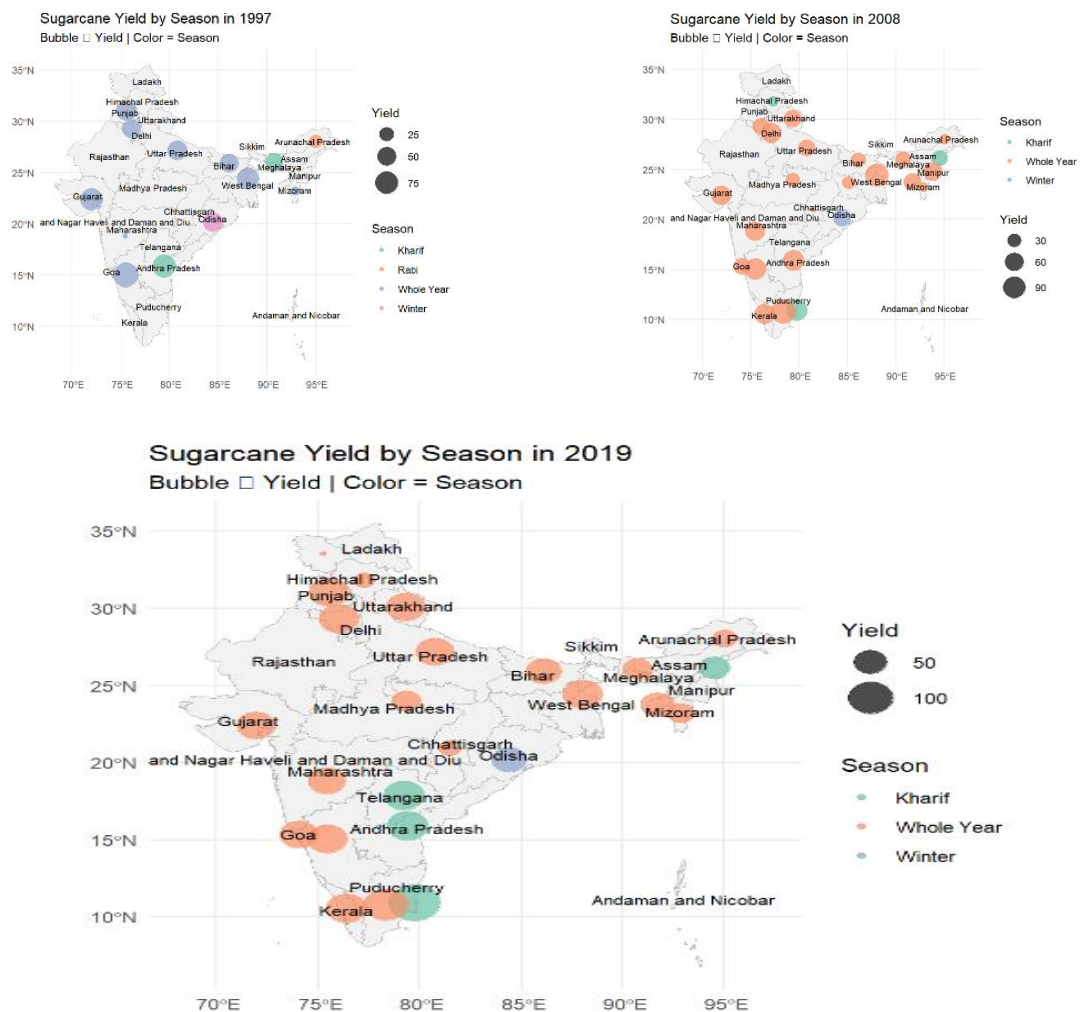 Sugarcane Yield by Season in 1997
Bubble □ Yield | Color = Season
35°N
30°N
25°N
20°N
15°N
10°N
Ladakh
Himachal Pradesh
Punjab
Uttarakhand
Delhi
Arunachal Pradesh
Sikkim
Rajasthan
Uttar Pradesh
Bihar
Assam
Meghalaya
Manipur
West Bengal
Mizoram
Madhya Pradesh
Gujarat
Chhattisgarh
Odisha
and Nagar Haveli and Daman and Diu
Maharashtra
Telangana
Goa
Andhra Pradesh
Puducherry
Kerala
Andaman and Nicobar
70°E 75°E 80°E 85°E 90°E 95°E
Yield
25
50
75
Season
Kharif
Rabi
Whole Year
Winter
Sugarcane Yield by Season in 2008
Bubble □ Yield | Color = Season
35°N
30°N
25°N
20°N
15°N
10°N
Ladakh
Himachal Pradesh
Punjab
Uttarakhand
Delhi
Arunachal Pradesh
Sikkim
Rajasthan
Uttar Pradesh
Bihar
Assam
Meghalaya
Manipur
West Bengal
Mizoram
Madhya Pradesh
Gujarat
Chhattisgarh
Odisha
and Nagar Haveli and Daman and Diu
Maharashtra
Telangana
Goa
Andhra Pradesh
Puducherry
Kerala
Andaman and Nicobar
70°E 75°E 80°E 85°E 90°E 95°E
Season
Kharif
Whole Year
Winter
Yield
30
60
90
Sugarcane Yield by Season in 2019
Bubble □ Yield | Color = Season
35°N
30°N
25°N
20°N
15°N
10°N
Ladakh
Himachal Pradesh
Punjab
Uttarakhand
Delhi
Arunachal Pradesh
Sikkim
Rajasthan
Uttar Pradesh
Bihar
Assam
Meghalaya
Manipur
West Bengal
Mizoram
Madhya Pradesh
Gujarat
Chhattisgarh
Odisha
and Nagar Haveli and Daman and Diu
Maharashtra
Telangana
Goa
Andhra Pradesh
Puducherry
Kerala
Andaman and Nicobar
70°E 75°E 80°E 85°E 90°E 95°E
Yield
50
100
Season
Kharif
Whole Year
Winter